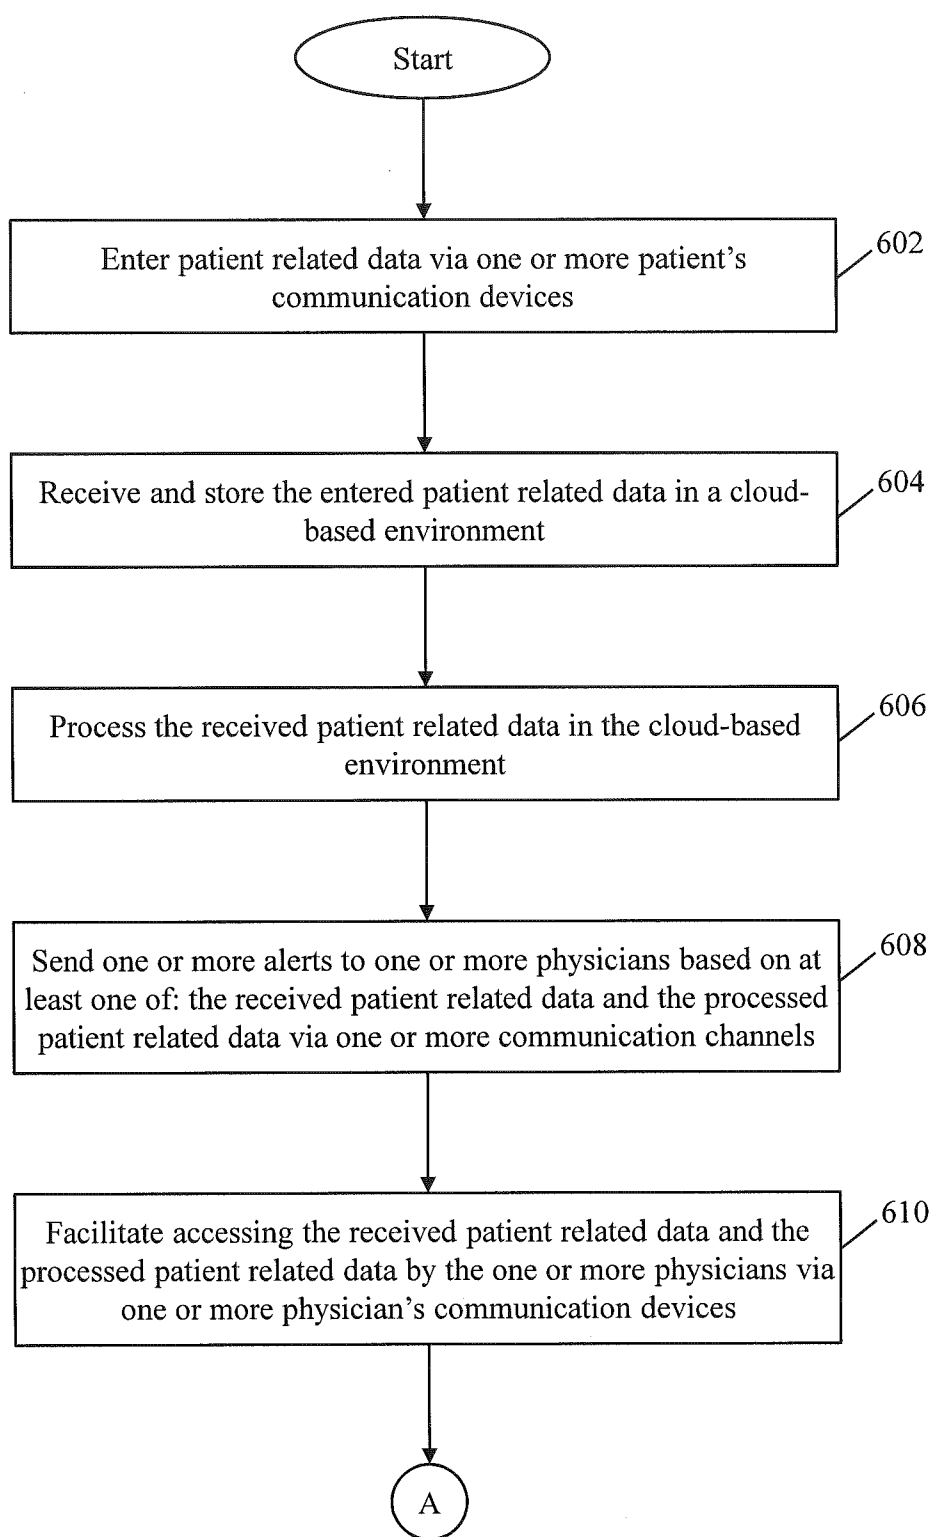 Start
Enter patient related data via one or more patient's
communication devices
602
Receive and store the entered patient related data in a cloud-
based environment
604
Process the received patient related data in the cloud-based
environment
606
Send one or more alerts to one or more physicians based on at
least one of: the received patient related data and the processed
patient related data via one or more communication channels
608
Facilitate accessing the received patient related data and the
processed patient related data by the one or more physicians via
one or more physician's communication devices
610
A